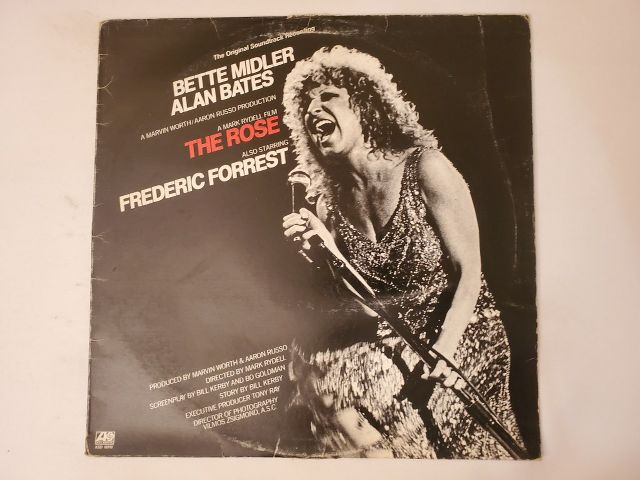 The Original Soundtrack Recording
BETTE MIDLER
ALAN BATES
A MARVIN WORTH/AARON RUSSO PRODUCTION
A MARK RYDELL FILM
THE ROSE
ALSO STARRING
FREDERIC FORREST
PRODUCED BY MARVIN WORTH & AARON RUSSO
DIRECTED BY MARK RYDELL
SCREENPLAY BY BILL KERBY AND BO GOLDMAN
STORY BY BILL KERBY
EXECUTIVE PRODUCER TONY RAY
DIRECTOR OF PHOTOGRAPHY
VILMOS ZSIGMOND, A.S.C.